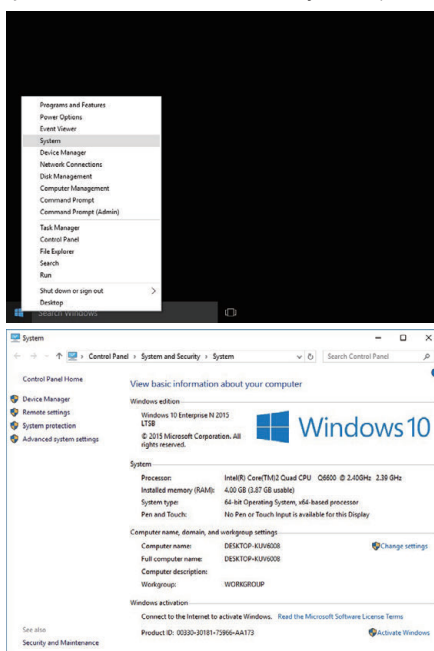 Programs and Features
Power Options
Event Viewer
System
Device Manager
Network Connections
Disk Management
Computer Management
Command Prompt
Command Prompt (Admin)
Task Manager
Control Panel
File Explorer
Search
Run
Shut down or sign out
Desktop
Search Windows
System
Control Panel › System and Security › System
Search Control Panel
Control Panel Home
Device Manager
Remote settings
System protection
Advanced system settings
View basic information about your computer
Windows edition
Windows 10 Enterprise N 2015
LTSB
© 2015 Microsoft Corporation. All
rights reserved.
Windows 10
System
Processor: Intel(R) Core(TM)2 Quad CPU Q6600 @ 2.40GHz 2.39 GHz
Installed memory (RAM): 4.00 GB (3.87 GB usable)
System type: 64-bit Operating System, x64-based processor
Pen and Touch: No Pen or Touch Input is available for this Display
Computer name, domain, and workgroup settings
Computer name: DESKTOP-KUV6008
Change settings
Full computer name: DESKTOP-KUV6008
Computer description:
Workgroup: WORKGROUP
Windows activation
Connect to the Internet to activate Windows. Read the Microsoft Software License Terms
Product ID: 00330-30181-75966-AA173
Activate Windows
See also
Security and Maintenance